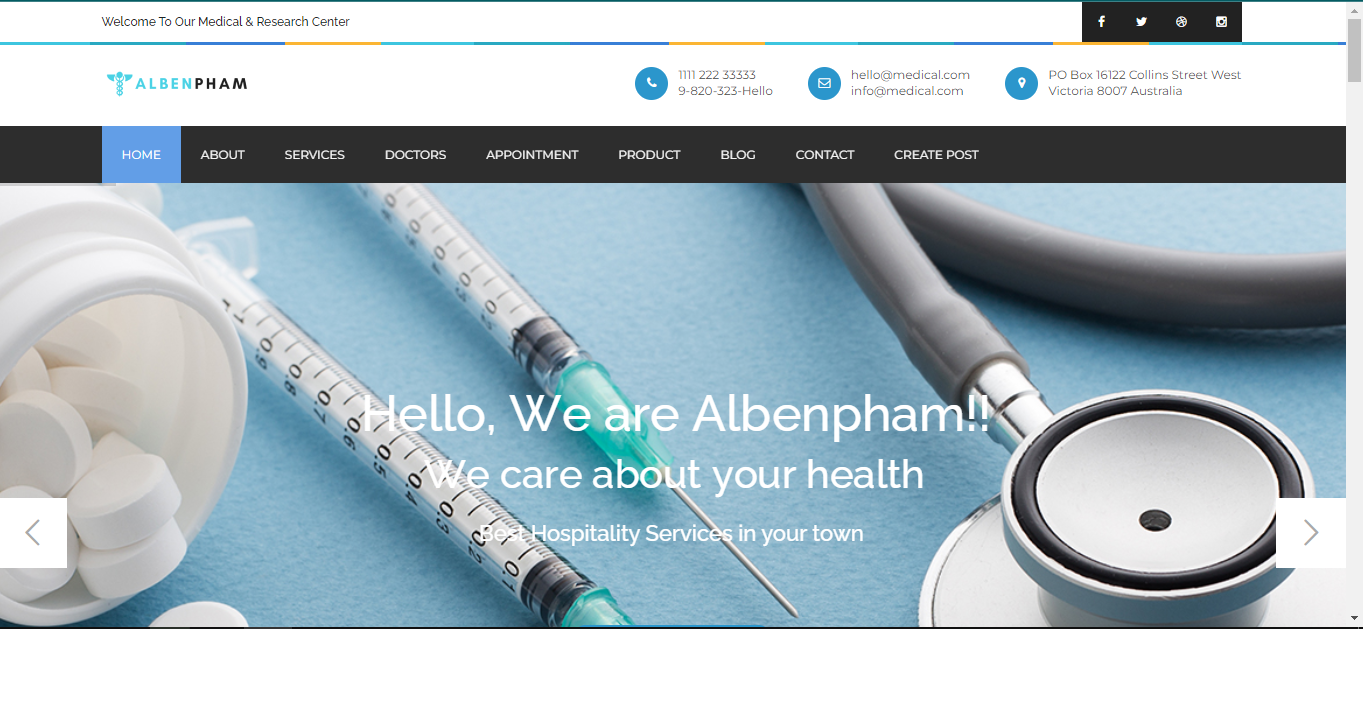 Welcome To Our Medical & Research Center
ALBENPHAM
1111 222 33333
9-820-323-Hello
hello@medical.com
info@medical.com
PO Box 16122 Collins Street West
Victoria 8007 Australia
HOME ABOUT SERVICES DOCTORS APPOINTMENT PRODUCT BLOG CONTACT CREATE POST
Hello, We are Albenpham!!
We care about your health
Best Hospitality Services in your town